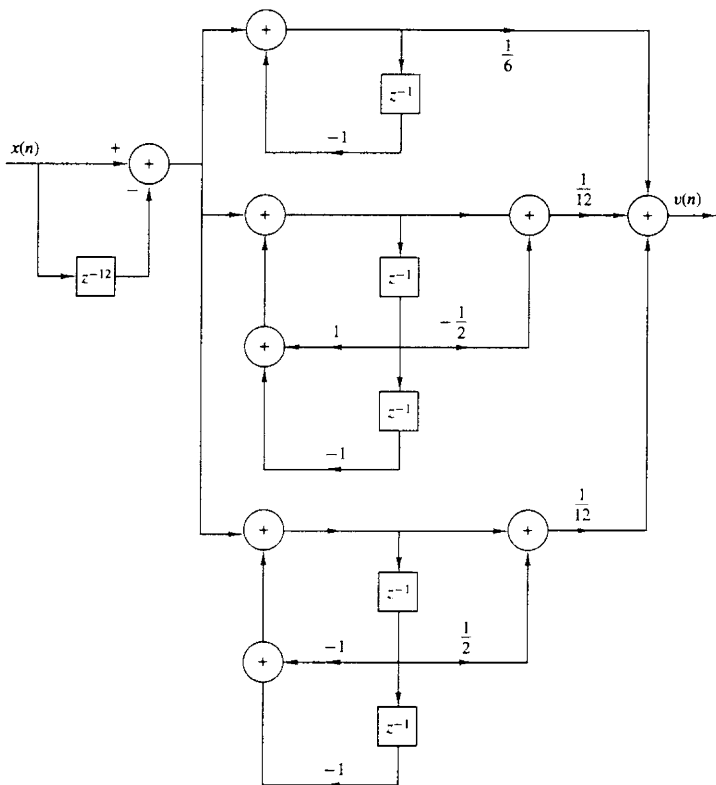 +
1/6
z⁻¹
−1
x(n)
+
+
−
z⁻¹²
+
+
1/12
+
v(n)
z⁻¹
+
1
−1/2
z⁻¹
−1
+
+
1/12
z⁻¹
+
−1
1/2
z⁻¹
−1